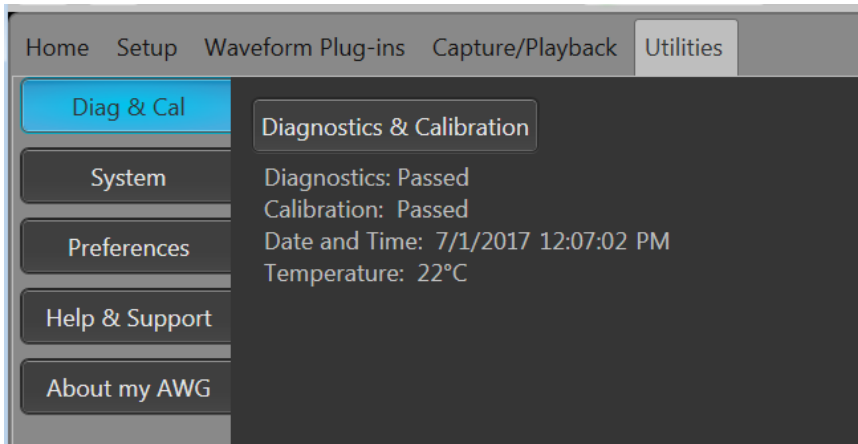 Home Setup Waveform Plug-ins Capture/Playback Utilities
Diag & Cal
System
Preferences
Help & Support
About my AWG
Diagnostics & Calibration
Diagnostics: Passed
Calibration: Passed
Date and Time: 7/1/2017 12:07:02 PM
Temperature: 22°C